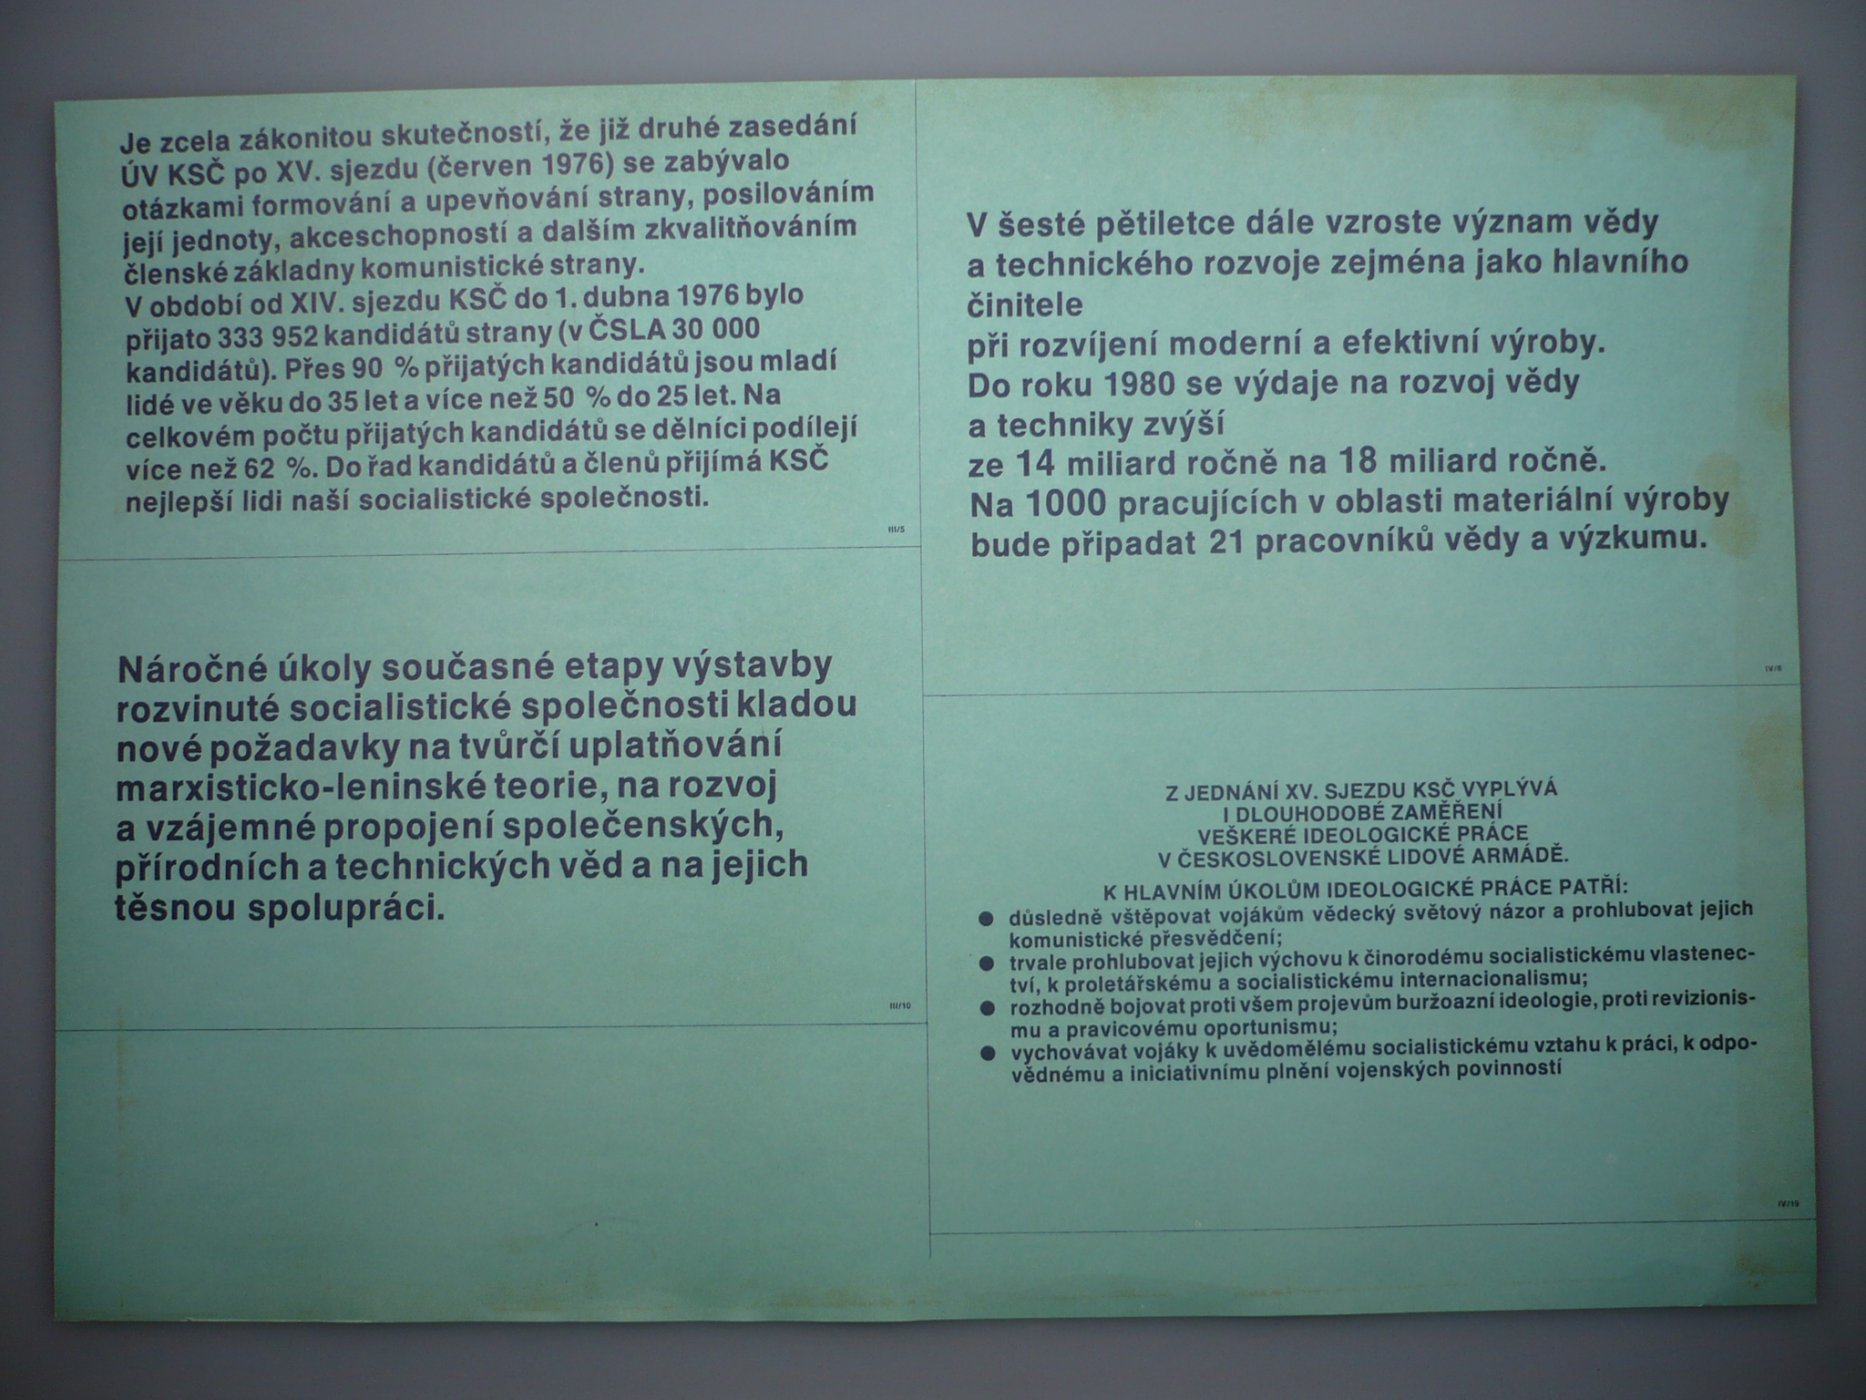 Je zcela zákonitou skutečností, že již druhé zasedání
ÚV KSČ po XV. sjezdu (červen 1976) se zabývalo
otázkami formování a upevňování strany, posilováním
její jednoty, akceschopností a dalším zkvalitňováním
členské základny komunistické strany.
V období od XIV. sjezdu KSČ do 1. dubna 1976 bylo
přijato 333 952 kandidátů strany (v ČSLA 30 000
kandidátů). Přes 90 % přijatých kandidátů jsou mladí
lidé ve věku do 35 let a více než 50 % do 25 let. Na
celkovém počtu přijatých kandidátů se dělníci podílejí
více než 62 %. Do řad kandidátů a členů přijímá KSČ
nejlepší lidi naší socialistické společnosti.
III/5
Náročné úkoly současné etapy výstavby
rozvinuté socialistické společnosti kladou
nové požadavky na tvůrčí uplatňování
marxisticko-leninské teorie, na rozvoj
a vzájemné propojení společenských,
přírodních a technických věd a na jejich
těsnou spolupráci.
III/10
V šesté pětiletce dále vzroste význam vědy
a technického rozvoje zejména jako hlavního
činitele
při rozvíjení moderní a efektivní výroby.
Do roku 1980 se výdaje na rozvoj vědy
a techniky zvýší
ze 14 miliard ročně na 18 miliard ročně.
Na 1000 pracujících v oblasti materiální výroby
bude připadat 21 pracovníků vědy a výzkumu.
Z JEDNÁNÍ XV. SJEZDU KSČ VYPLÝVÁ
I DLOUHODOBÉ ZAMĚŘENÍ
VEŠKERÉ IDEOLOGICKÉ PRÁCE
V ČESKOSLOVENSKÉ LIDOVÉ ARMÁDĚ.
K HLAVNÍM ÚKOLŮM IDEOLOGICKÉ PRÁCE PATŘÍ:
● důsledně vštěpovat vojákům vědecký světový názor a prohlubovat jejich
komunistické přesvědčení;
● trvale prohlubovat jejich výchovu k činorodému socialistickému vlastenec-
tví, k proletářskému a socialistickému internacionalismu;
● rozhodně bojovat proti všem projevům buržoazní ideologie, proti revizionis-
mu a pravicovému oportunismu;
● vychovávat vojáky k uvědomělému socialistickému vztahu k práci, k odpo-
vědnému a iniciativnímu plnění vojenských povinností